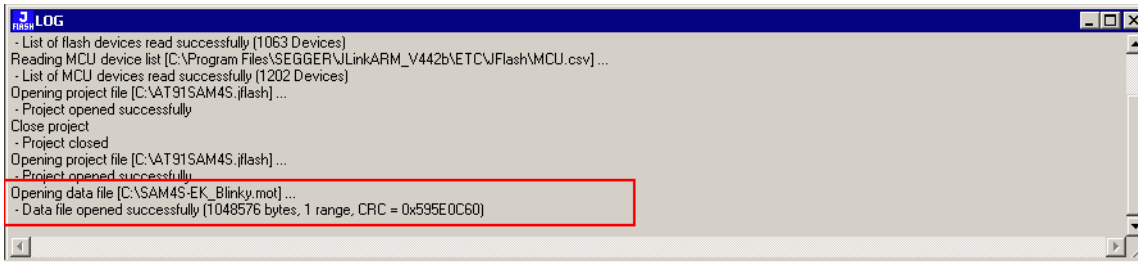 J
FLASH LOG
- List of flash devices read successfully (1063 Devices)
Reading MCU device list [C:\Program Files\SEGGER\JLinkARM_V442b\ETC\JFlash\MCU.csv] ...
- List of MCU devices read successfully (1202 Devices)
Opening project file [C:\AT91SAM4S.jflash] ...
- Project opened successfully
Close project
- Project closed
Opening project file [C:\AT91SAM4S.jflash] ...
- Project opened successfully
Opening data file [C:\SAM4S-EK_Blinky.mot] ...
- Data file opened successfully (1048576 bytes, 1 range, CRC = 0x595E0C60)